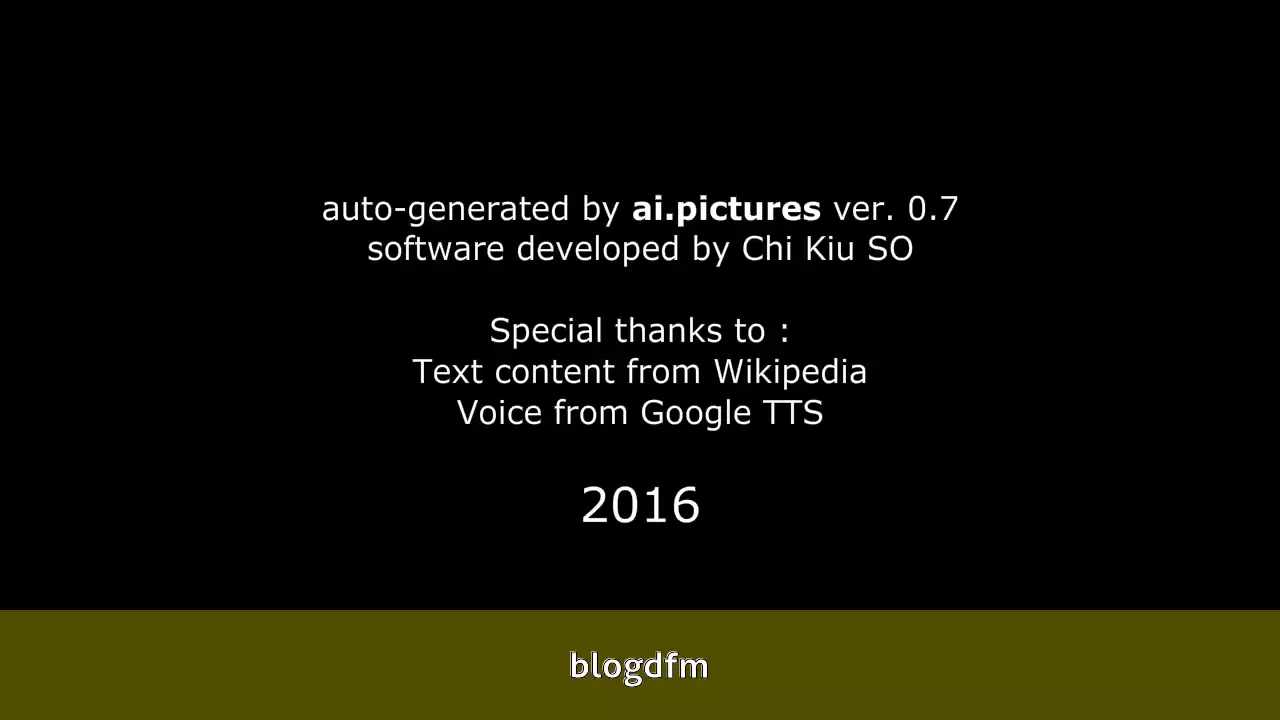 auto-generated by ai.pictures ver. 0.7
software developed by Chi Kiu SO
Special thanks to :
Text content from Wikipedia
Voice from Google TTS
2016
blogdfm